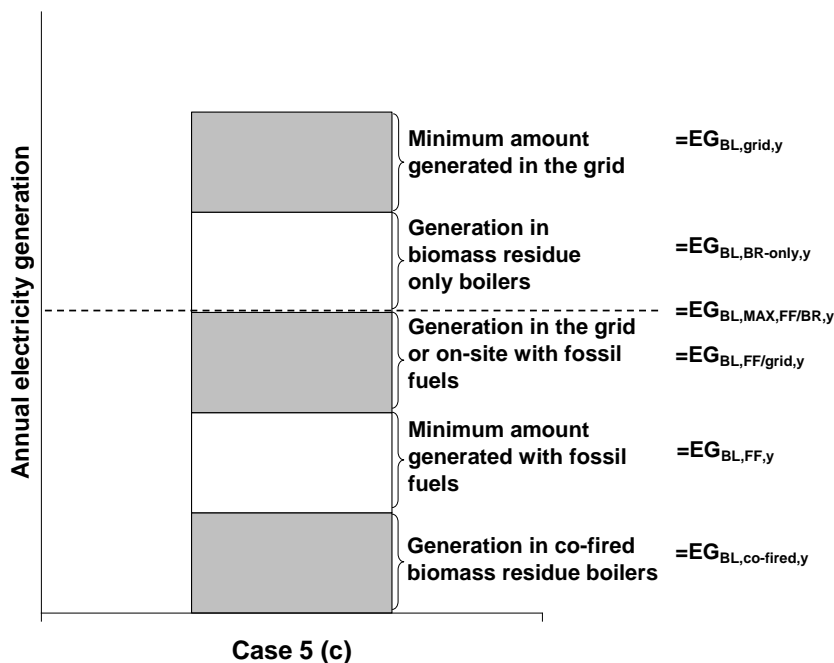 Annual electricity generation
Minimum amount
generated in the grid
=EG_BL,grid,y
Generation in
biomass residue
only boilers
=EG_BL,BR-only,y
=EG_BL,MAX,FF/BR,y
Generation in the grid
or on-site with fossil
fuels
=EG_BL,FF/grid,y
Minimum amount
generated with fossil
fuels
=EG_BL,FF,y
Generation in co-fired
biomass residue boilers
=EG_BL,co-fired,y
Case 5 (c)